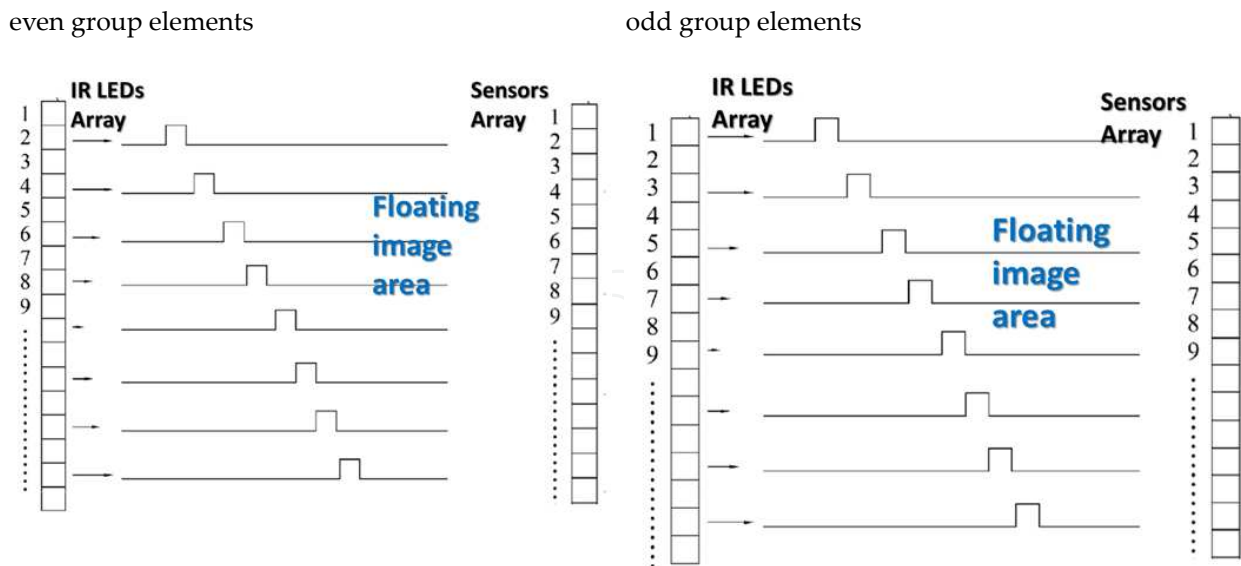 even group elements
odd group elements
IR LEDs
Array
Sensors
Array
1
2
3
4
5
6
7
8
9
1
2
3
4
5
6
7
8
9
Floating
image
area
IR LEDs
Array
Sensors
Array
1
2
3
4
5
6
7
8
9
1
2
3
4
5
6
7
8
9
Floating
image
area